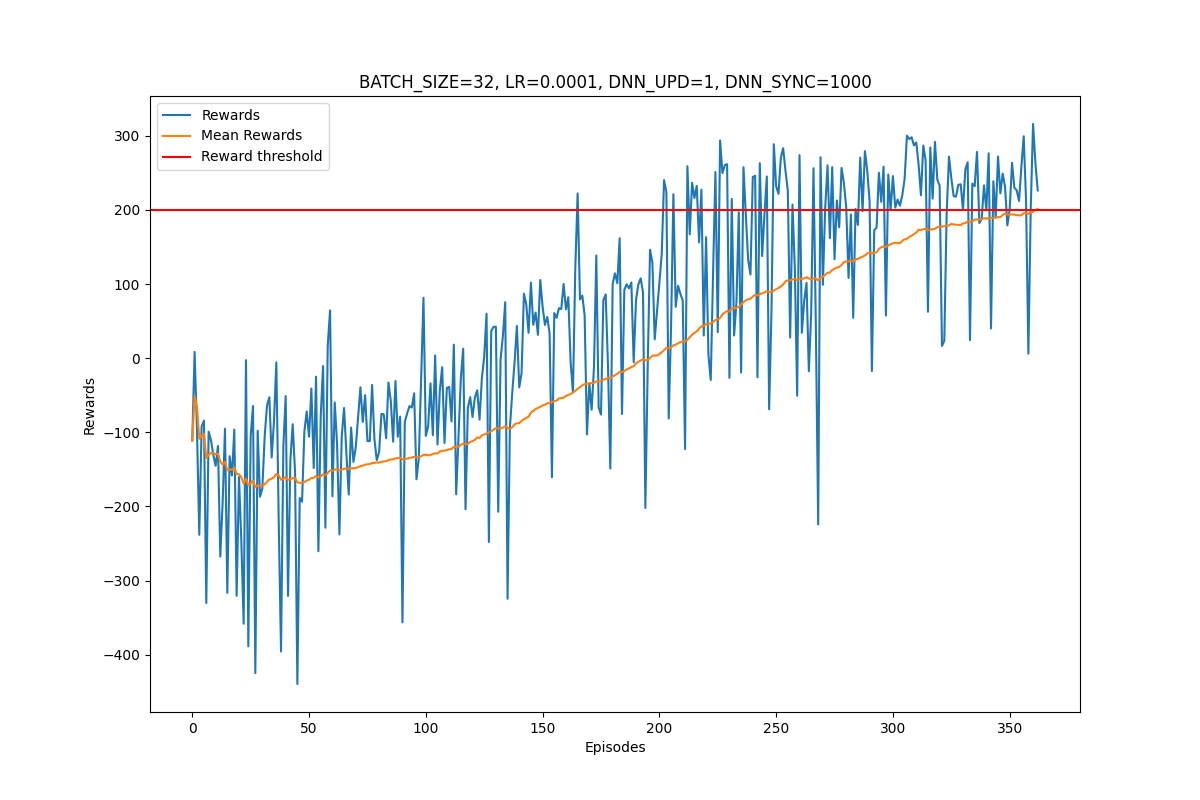 BATCH_SIZE=32, LR=0.0001, DNN_UPD=1, DNN_SYNC=1000
Rewards
Mean Rewards
Reward threshold
300
200
100
0
−100
−200
−300
−400
Rewards
0 50 100 150 200 250 300 350
Episodes